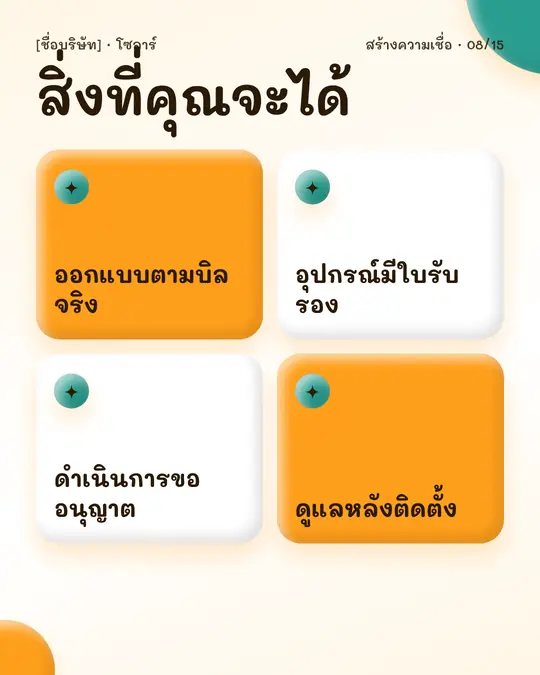 [ชื่อบริษัท] · โซลาร์
สร้างความเชื่อ · 08/15
สิ่งที่คุณจะได้
ออกแบบตามบิล
จริง
อุปกรณ์มีใบรับ
รอง
ดำเนินการขอ
อนุญาต
ดูแลหลังติดตั้ง